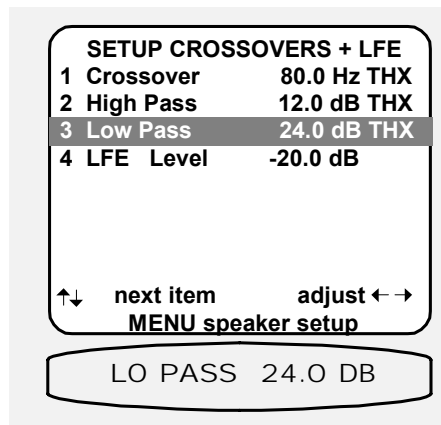 SETUP CROSSOVERS + LFE
1 Crossover 80.0 Hz THX
2 High Pass 12.0 dB THX
3 Low Pass 24.0 dB THX
4 LFE Level -20.0 dB
↑↓ next item adjust ←→
MENU speaker setup
LO PASS 24.0 DB